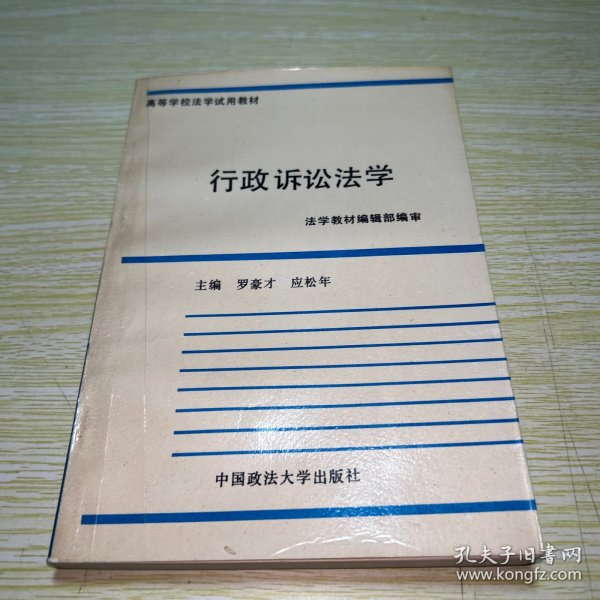 高等学校法学试用教材
行政诉讼法学
法学教材编辑部编审
主编 罗豪才 应松年
中国政法大学出版社
孔夫子旧书网
www.kongfz.com